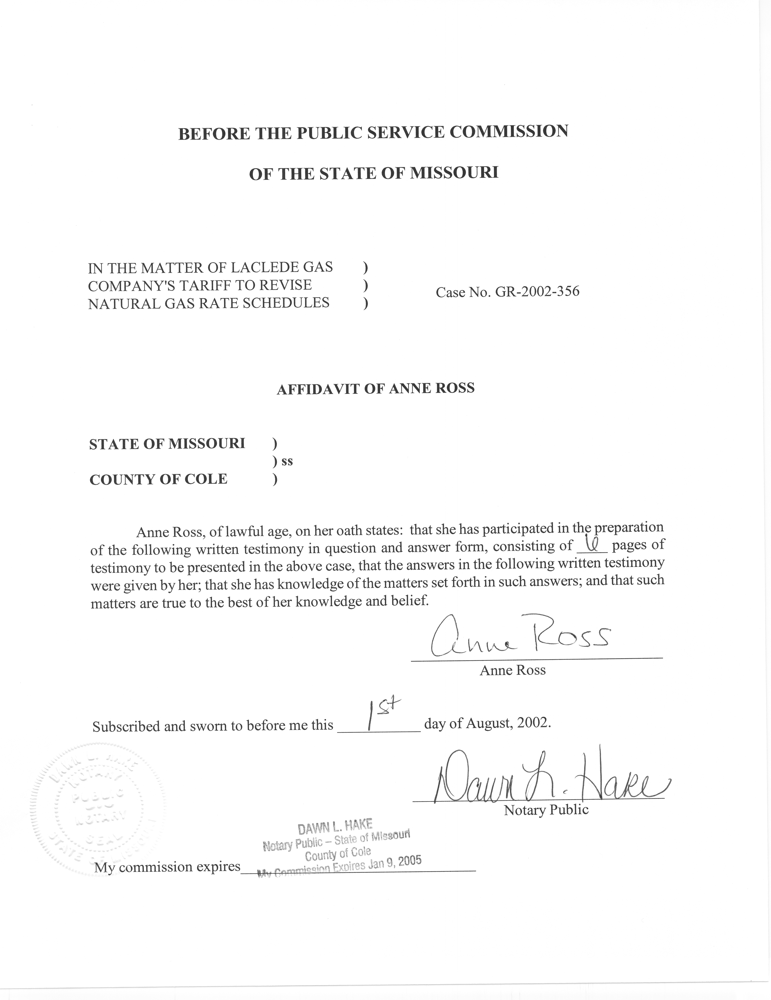 BEFORE THE PUBLIC SERVICE COMMISSION
OF THE STATE OF MISSOURI
IN THE MATTER OF LACLEDE GAS )
COMPANY'S TARIFF TO REVISE )
NATURAL GAS RATE SCHEDULES )
Case No. GR-2002-356
AFFIDAVIT OF ANNE ROSS
STATE OF MISSOURI )
) ss
COUNTY OF COLE )
Anne Ross, of lawful age, on her oath states: that she has participated in the preparation
of the following written testimony in question and answer form, consisting of pages of
testimony to be presented in the above case, that the answers in the following written testimony
were given by her; that she has knowledge of the matters set forth in such answers; and that such
matters are true to the best of her knowledge and belief.
Anne Ross
Anne Ross
Subscribed and sworn to before me this 1st day of August, 2002.
Dawn L. Hake
Notary Public
DAWN L. HAKE
NOTARY
PUBLIC
NOTARY
SEAL
STATE OF MISSOURI
DAWN L. HAKE
Notary Public – State of Missouri
County of Cole
My Commission Expires Jan 9, 2005
My commission expires